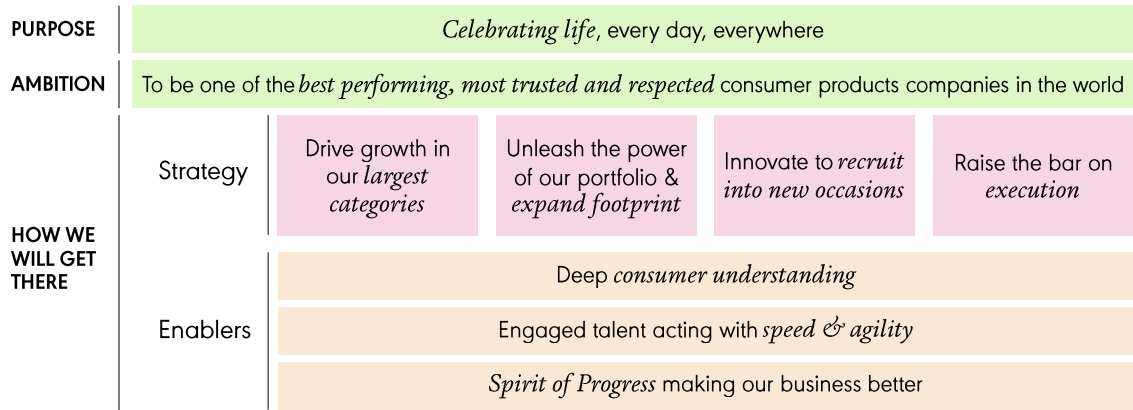 PURPOSE
Celebrating life, every day, everywhere
AMBITION
To be one of the best performing, most trusted and respected consumer products companies in the world
HOW WE
WILL GET
THERE
Strategy
Drive growth in
our largest
categories
Unleash the power
of our portfolio &
expand footprint
Innovate to recruit
into new occasions
Raise the bar on
execution
Enablers
Deep consumer understanding
Engaged talent acting with speed & agility
Spirit of Progress making our business better